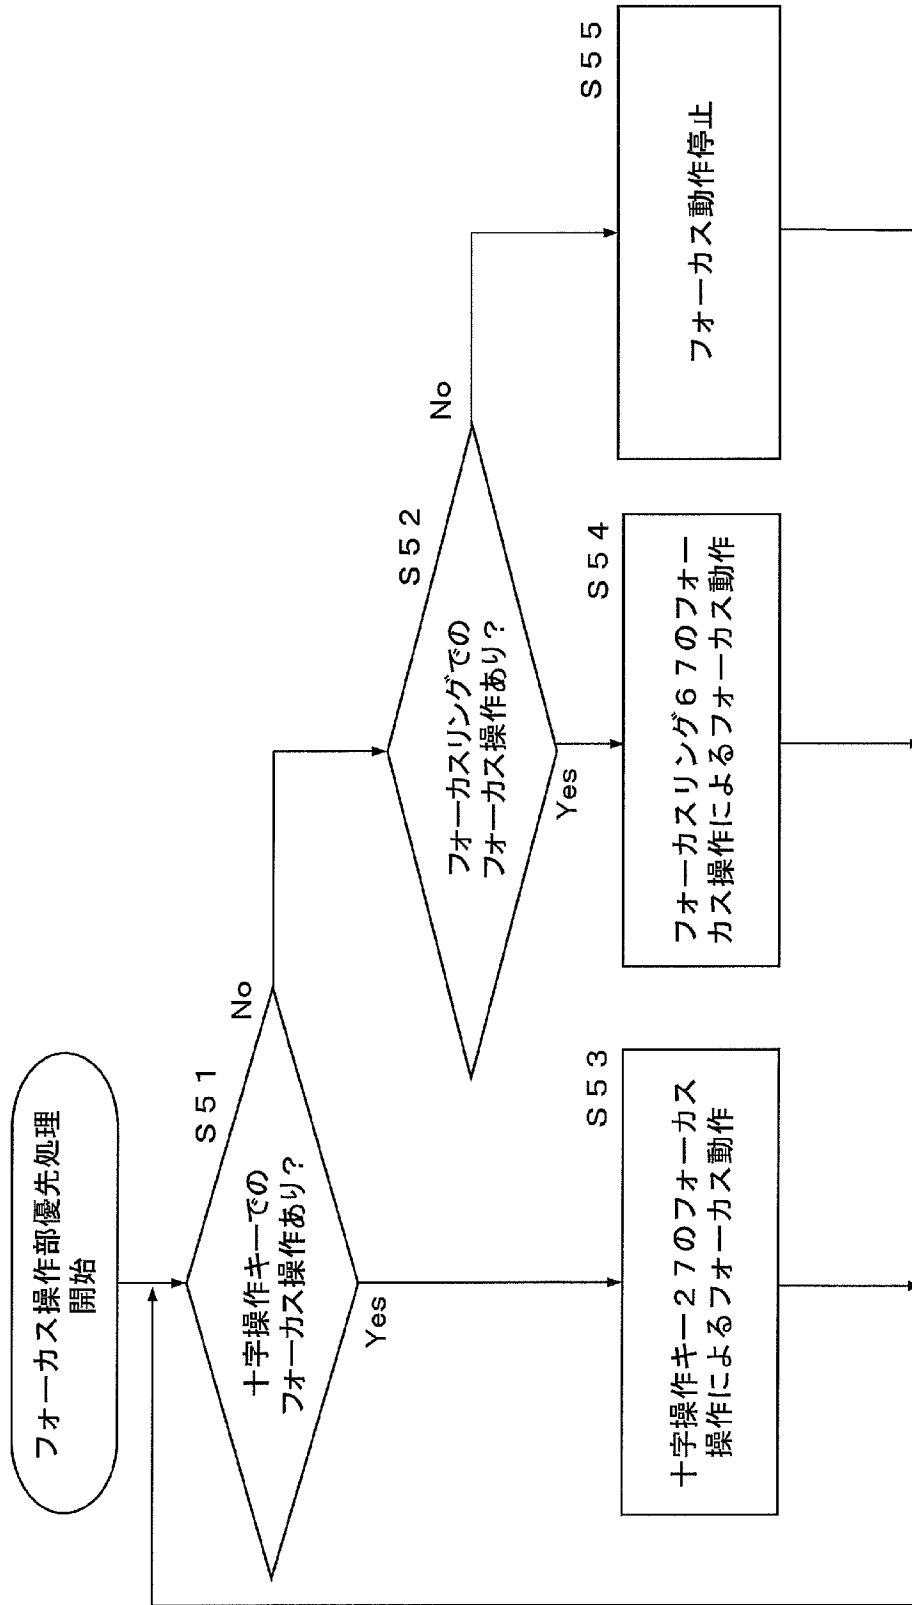 フォーカス操作部優先処理
開始
S51
十字操作キーでの
フォーカス操作あり?
No
Yes
S52
フォーカスリングでの
フォーカス操作あり?
No
Yes
S53
十字操作キー27のフォーカス
操作によるフォーカス動作
S54
フォーカスリング67のフォー
カス操作によるフォーカス動作
S55
フォーカス動作停止